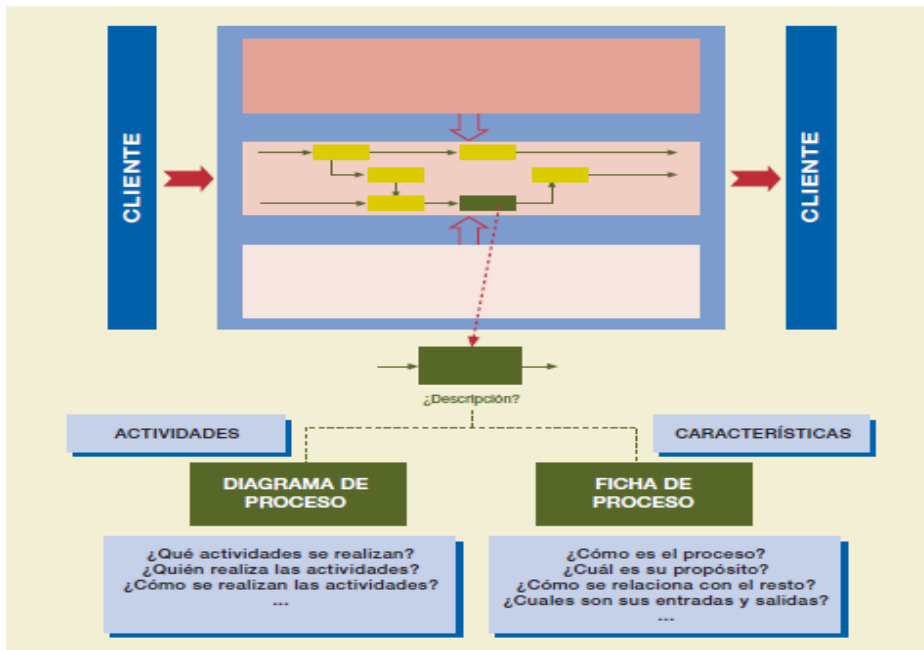 CLIENTE
CLIENTE
¿Descripción?
ACTIVIDADES
CARACTERÍSTICAS
DIAGRAMA DE
PROCESO
FICHA DE
PROCESO
¿Qué actividades se realizan?
¿Quién realiza las actividades?
¿Cómo se realizan las actividades?
...
¿Cómo es el proceso?
¿Cuál es su propósito?
¿Cómo se relaciona con el resto?
¿Cuales son sus entradas y salidas?
...